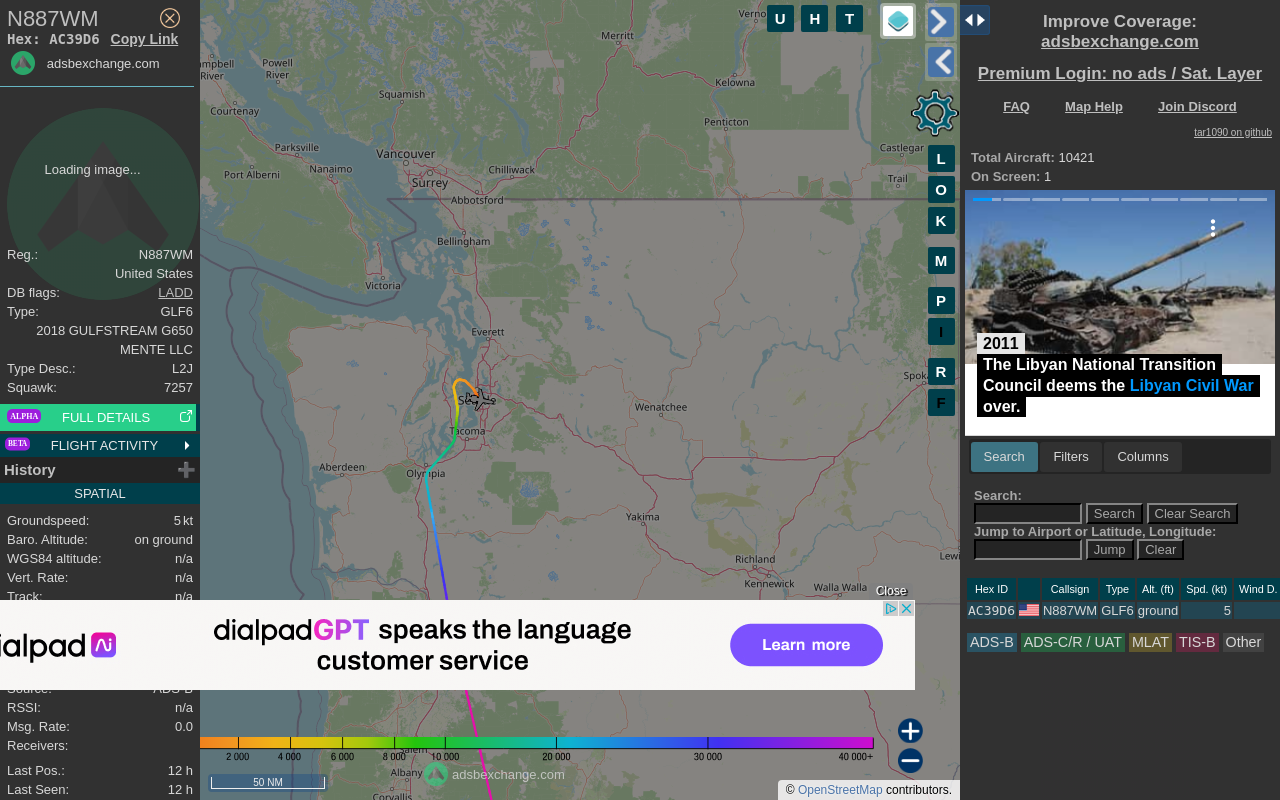 N887WM
Hex: AC39D6 Copy Link
adsbexchange.com
Loading image...
Reg.: N887WM
United States
DB flags: LADD
Type: GLF6
2018 GULFSTREAM G650
MENTE LLC
Type Desc.: L2J
Squawk: 7257
ALPHA FULL DETAILS
BETA FLIGHT ACTIVITY
History
SPATIAL
Groundspeed: 5 kt
Baro. Altitude: on ground
WGS84 altitude: n/a
Vert. Rate: n/a
Track: n/a
Source: ADS-B
RSSI: n/a
Msg. Rate: 0.0
Receivers:
Last Pos.: 12 h
Last Seen: 12 h
U H T
L
O
K
M
P
I
R
F
Merritt
Powell
River
River
Squamish
Kelowna
Courtenay
Penticton
Parksville
Vancouver
Castlegar
Nanaimo
Chilliwack
Port Alberni
Surrey
Trail
Abbotsford
Bellingham
Victoria
Everett
Wenatchee
Tacoma
Aberdeen
Olympia
Yakima
Richland
Kennewick
Walla Walla
Close
dialpadGPT speaks the language
customer service
Learn more
2 000 4 000 6 000 8 000 10 000 20 000 30 000 40 000+
Albany
adsbexchange.com
50 NM
Corvallis
© OpenStreetMap contributors.
Improve Coverage:
adsbexchange.com
Premium Login: no ads / Sat. Layer
FAQ Map Help Join Discord
tar1090 on github
Total Aircraft: 10421
On Screen: 1
2011
The Libyan National Transition
Council deems the Libyan Civil War
over.
Search Filters Columns
Search:
Search Clear Search
Jump to Airport or Latitude, Longitude:
Jump Clear
Hex ID Callsign Type Alt. (ft) Spd. (kt) Wind D.
AC39D6 N887WM GLF6 ground 5
ADS-B ADS-C/R / UAT MLAT TIS-B Other